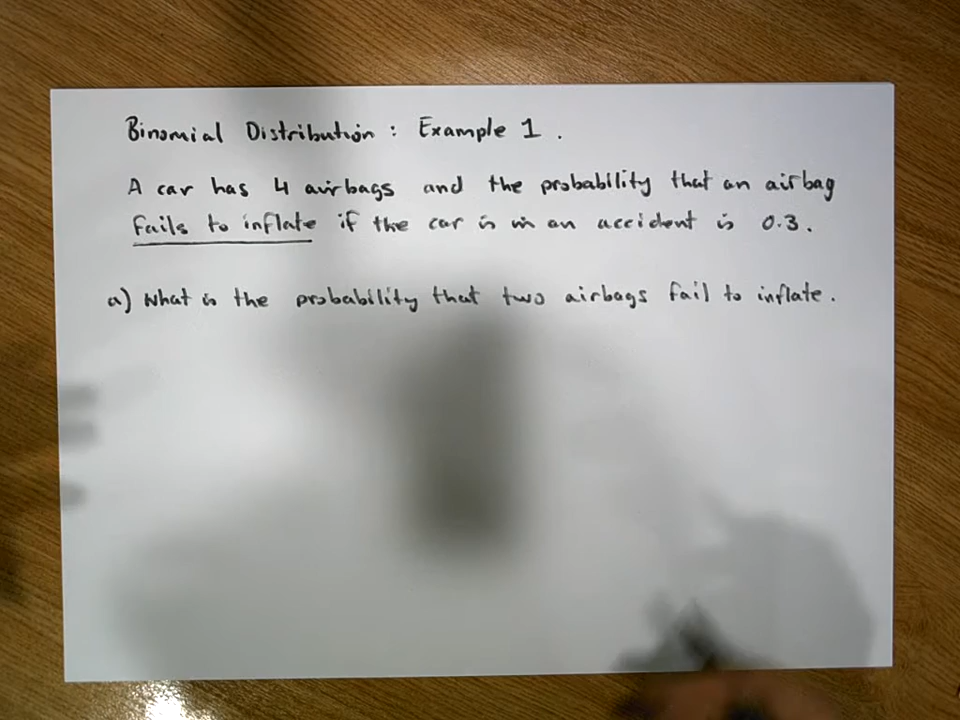 Binomial Distribution : Example 1 .
A car has 4 airbags and the probability that an airbag
fails to inflate if the car is in an accident is 0.3.
a) What is the probability that two airbags fail to inflate.